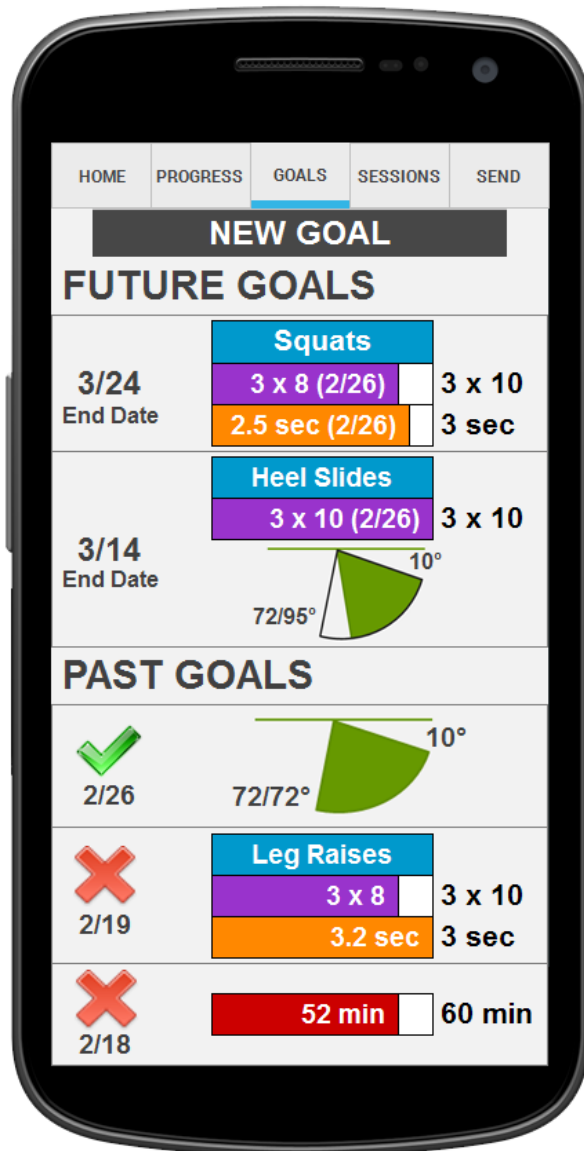 HOME PROGRESS GOALS SESSIONS SEND
NEW GOAL
FUTURE GOALS
Squats
3/24
End Date
3 x 8 (2/26) 3 x 10
2.5 sec (2/26) 3 sec
Heel Slides
3 x 10 (2/26) 3 x 10
3/14
End Date
10°
72/95°
PAST GOALS
10°
2/26
72/72°
Leg Raises
3 x 8 3 x 10
2/19
3.2 sec 3 sec
52 min 60 min
2/18